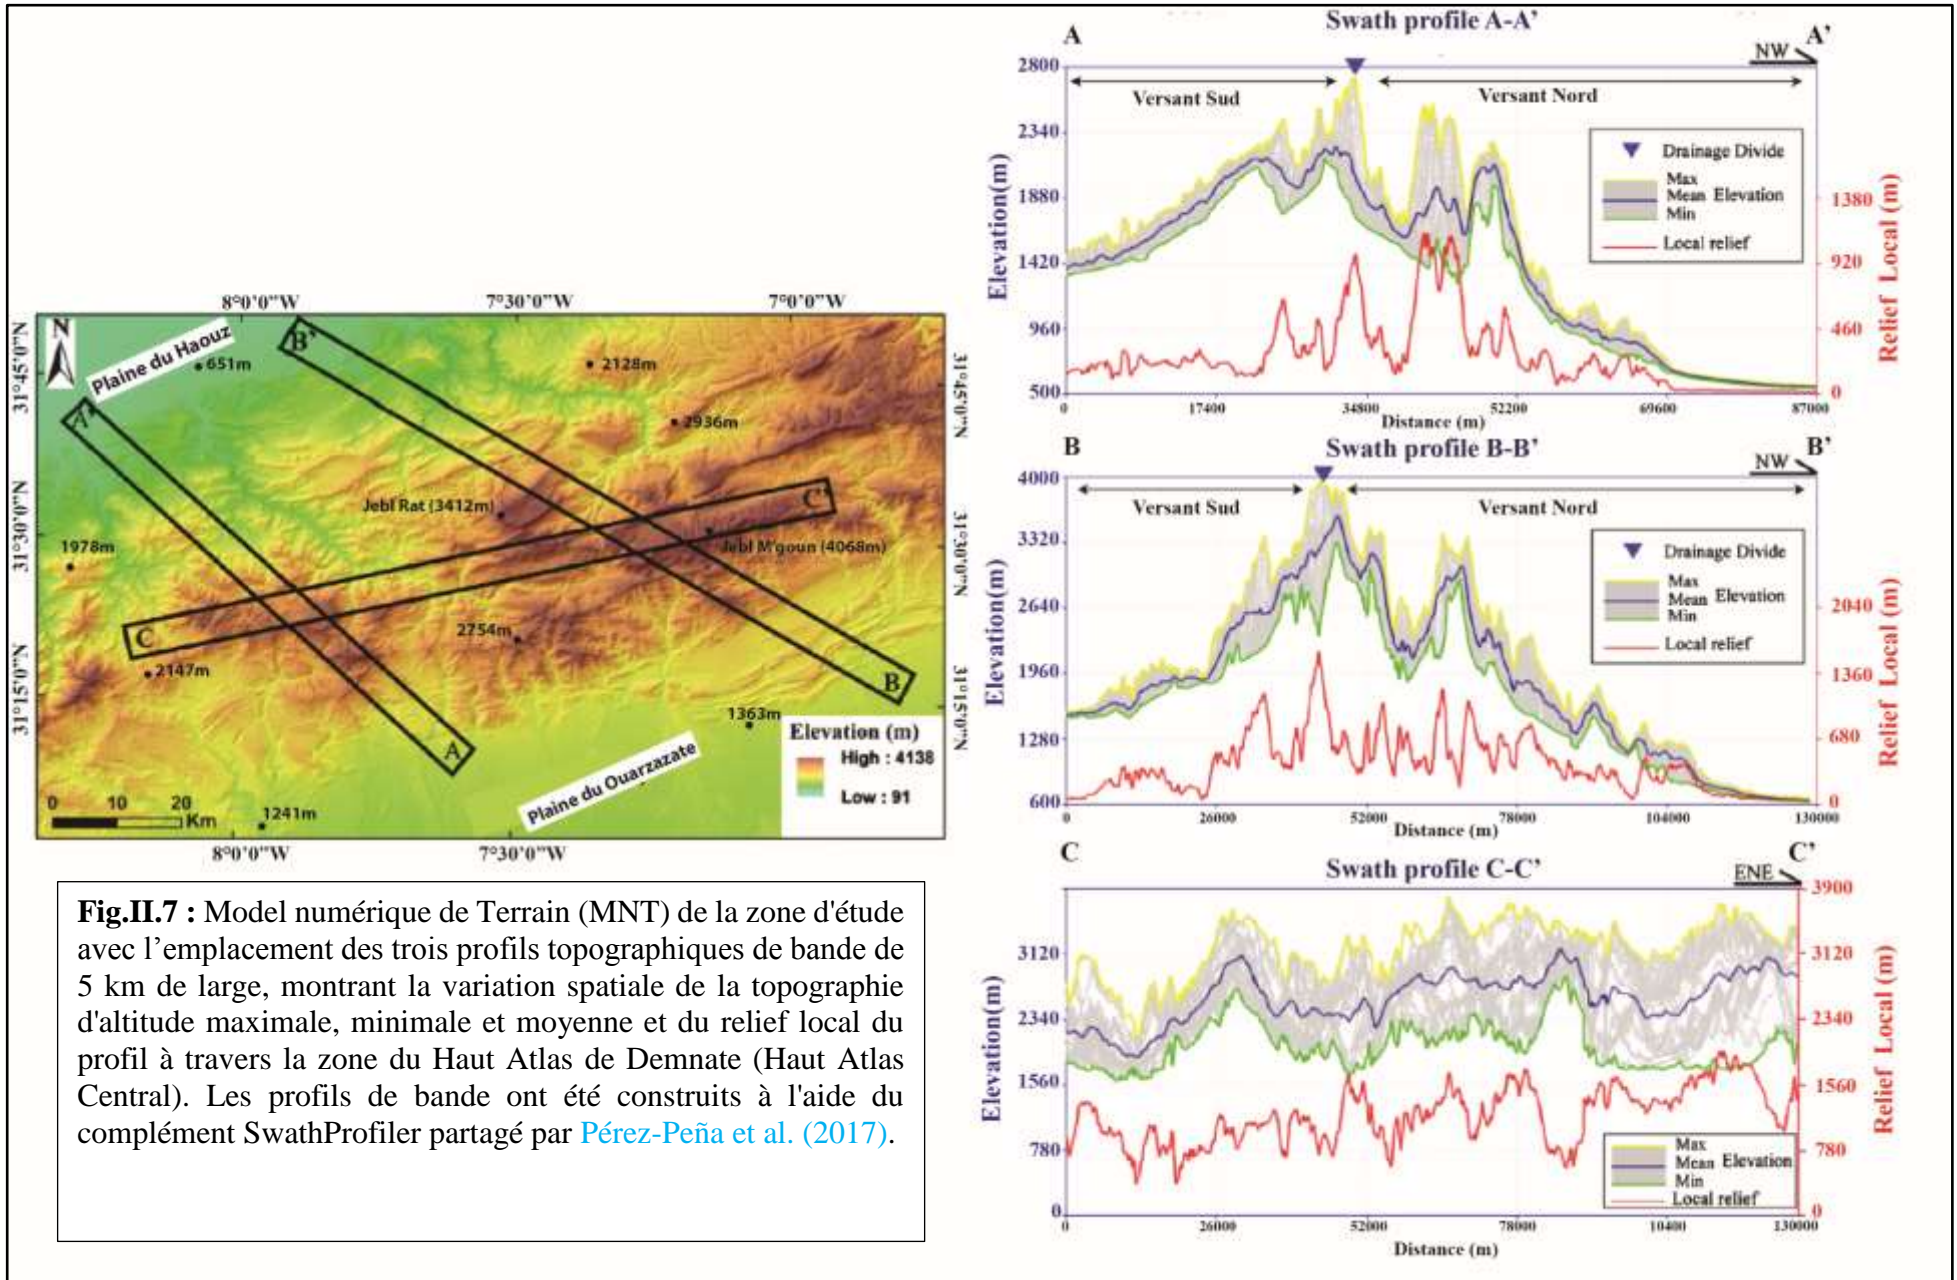 8°0'0"W
7°30'0"W
7°0'0"W
N
31°45'0"N
31°30'0"N
31°15'0"N
31°45'0"N
31°30'0"N
31°15'0"N
8°0'0"W
7°30'0"W
Plaine du Haouz
651m
B'
A'
2128m
2936m
C'
Jebl Rat (3412m)
Jebl M'goun (4068m)
1978m
C
2754m
2147m
B
A
1363m
Plaine du Ouarzazate
1241m
0 10 20
Km
Elevation (m)
High : 4138
Low : 91
Fig.II.7 : Model numérique de Terrain (MNT) de la zone d'étude
avec l’emplacement des trois profils topographiques de bande de
5 km de large, montrant la variation spatiale de la topographie
d'altitude maximale, minimale et moyenne et du relief local du
profil à travers la zone du Haut Atlas de Demnate (Haut Atlas
Central). Les profils de bande ont été construits à l'aide du
complément SwathProfiler partagé par Pérez-Peña et al. (2017).
Swath profile A-A’
A
A’
NW
Versant Sud
Versant Nord
Elevation(m)
2800
2340
1880
1420
960
500
Drainage Divide
Max
Mean Elevation
Min
Local relief
Relief Local (m)
1380
920
460
0
0 17400 34800 52200 69600 87000
Distance (m)
Swath profile B-B’
B
B’
NW
Versant Sud
Versant Nord
Elevation(m)
4000
3320
2640
1960
1280
600
Drainage Divide
Max
Mean Elevation
Min
Local relief
Relief Local (m)
2040
1360
680
0
0 26000 52000 78000 104000 130000
Distance (m)
Swath profile C-C’
C
C’
ENE
Elevation(m)
3120
2340
1560
780
0
Max
Mean Elevation
Min
Local relief
Relief Local (m)
3900
3120
2340
1560
780
0
0 26000 52000 78000 10400 130000
Distance (m)